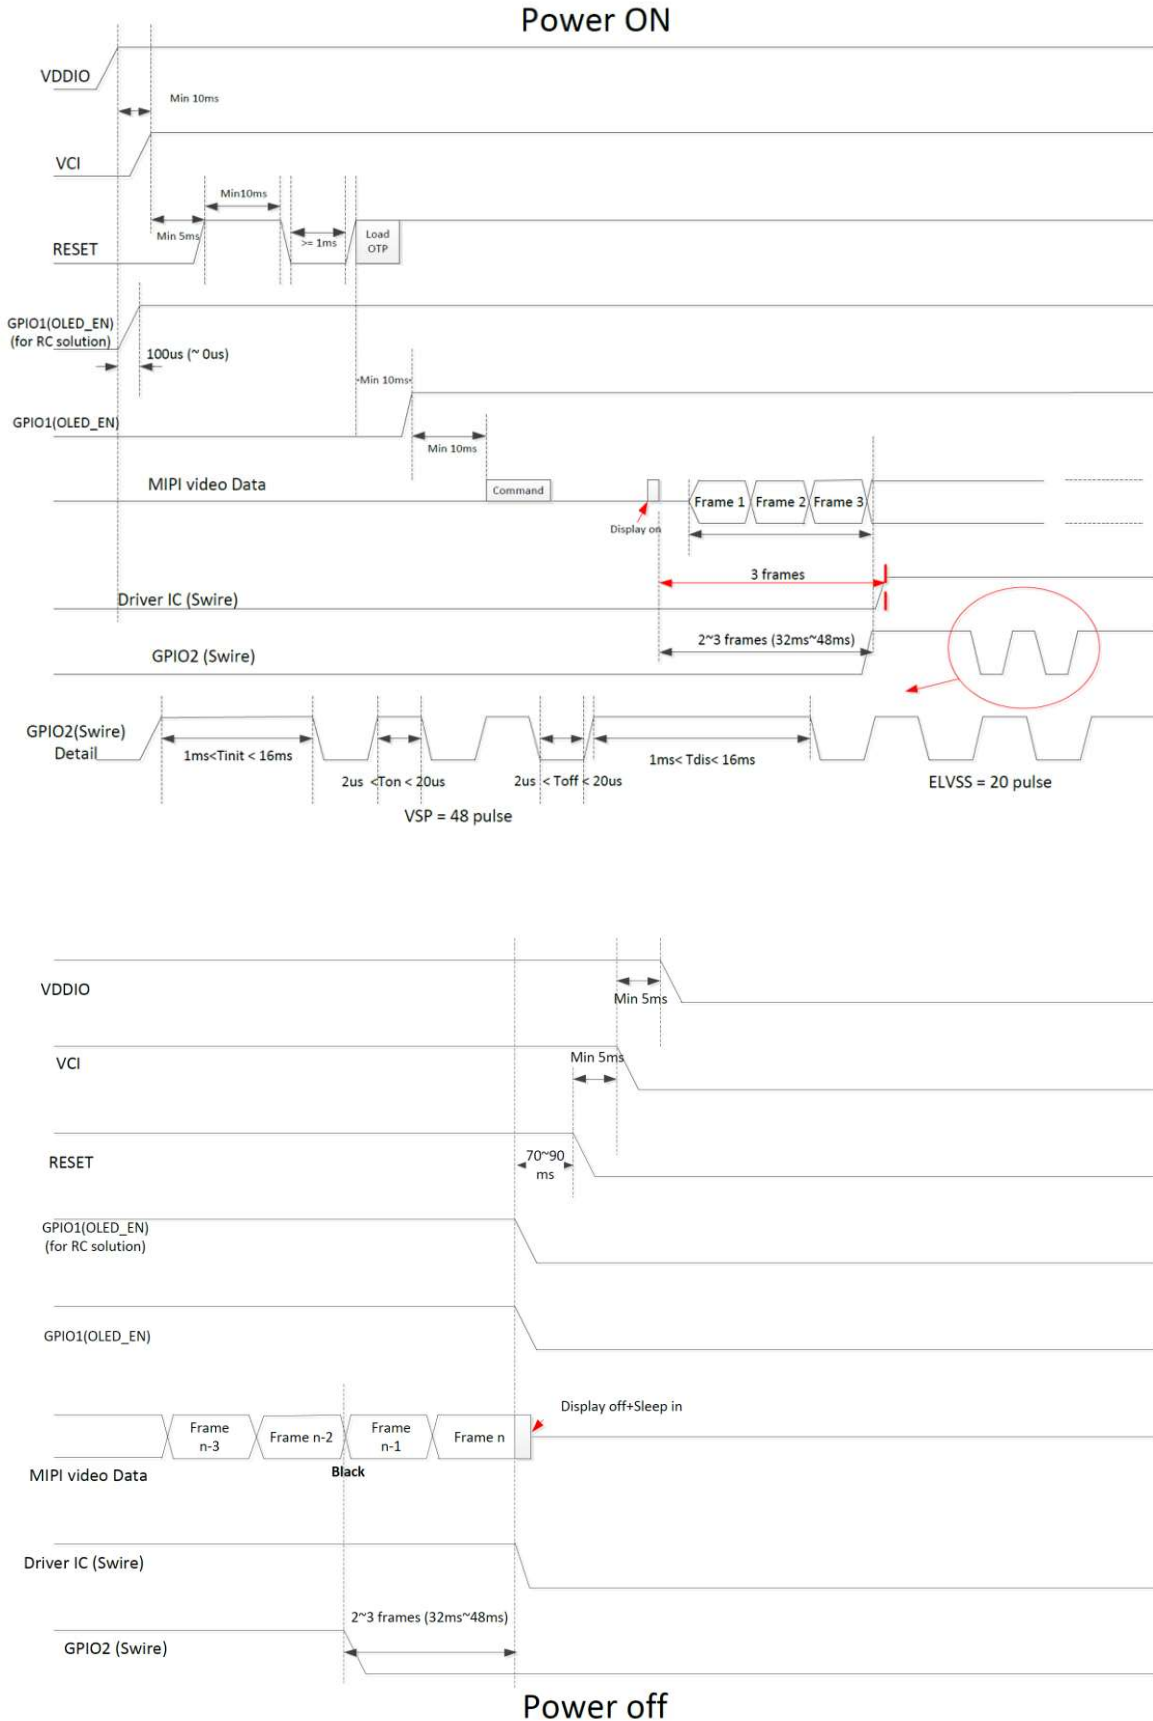 Power ON
VDDIO
Min 10ms
VCI
Min10ms
Min 5ms
>= 1ms
Load
OTP
RESET
GPIO1(OLED_EN)
(for RC solution)
100us (~ 0us)
Min 10ms
GPIO1(OLED_EN)
Min 10ms
MIPI video Data
Command
Frame 1
Frame 2
Frame 3
Display on
3 frames
Driver IC (Swire)
2~3 frames (32ms~48ms)
GPIO2 (Swire)
GPIO2(Swire)
Detail
1ms<Tinit < 16ms
2us <Ton < 20us
2us < Toff < 20us
1ms< Tdis< 16ms
ELVSS = 20 pulse
VSP = 48 pulse
VDDIO
Min 5ms
VCI
Min 5ms
RESET
70~90
ms
GPIO1(OLED_EN)
(for RC solution)
GPIO1(OLED_EN)
Display off+Sleep in
Frame
n-3
Frame n-2
Frame
n-1
Frame n
Black
MIPI video Data
Driver IC (Swire)
2~3 frames (32ms~48ms)
GPIO2 (Swire)
Power off